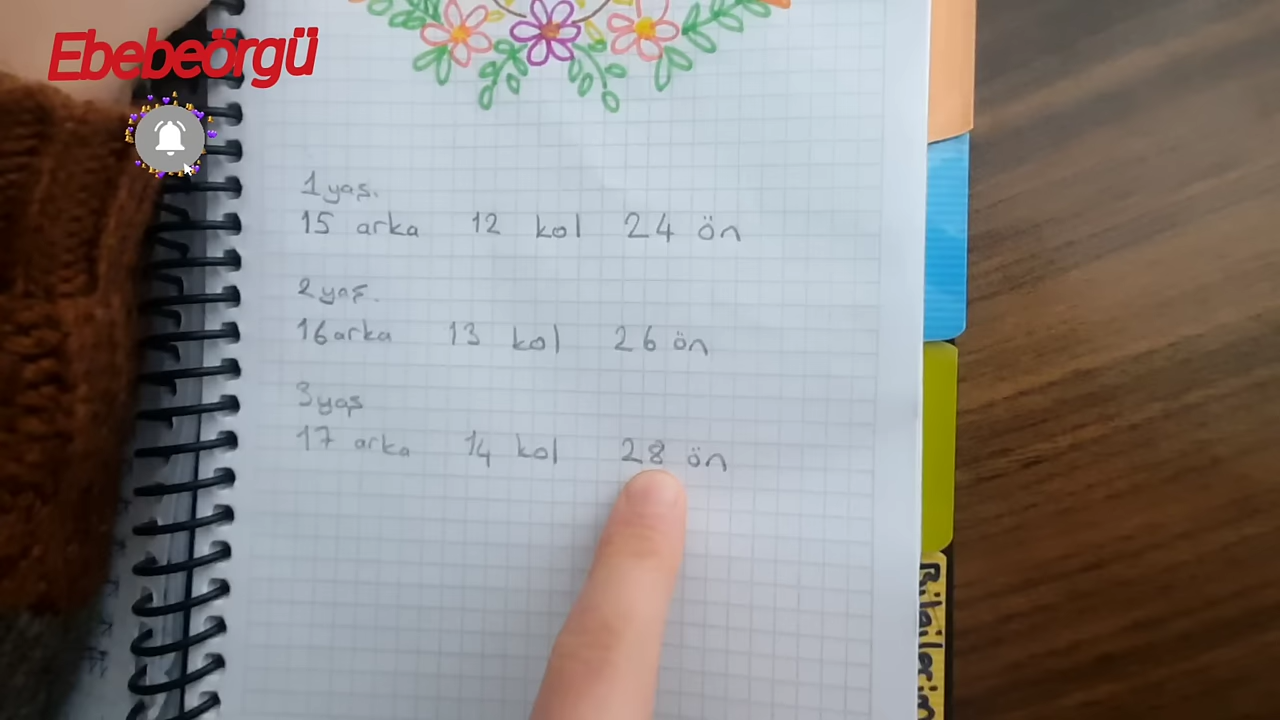 Ebebeörgü
1 yaş.
15 arka 12 kol 24 ön
2 yaş.
16 arka 13 kol 26 ön
3 yaş
17 arka 14 kol 28 ön